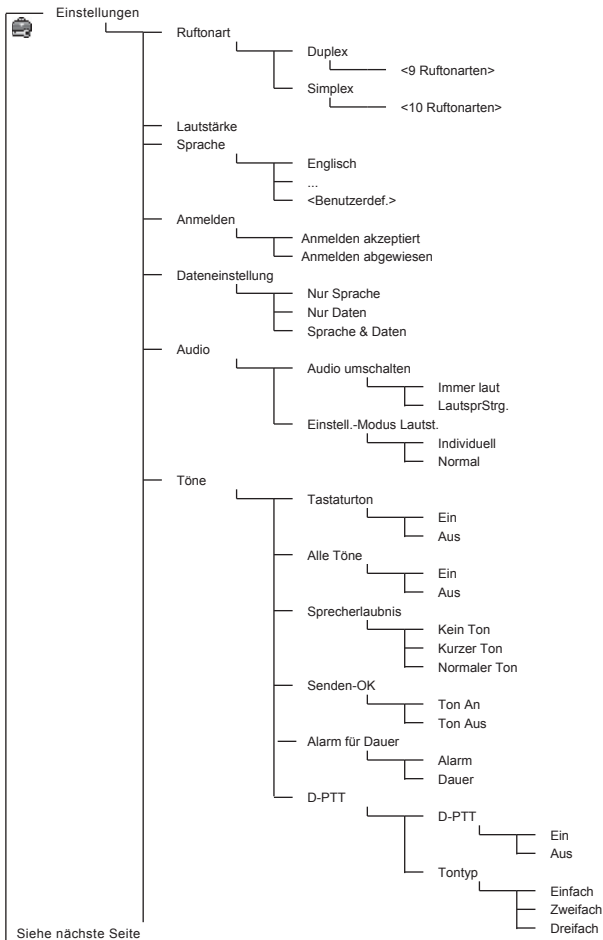 Einstellungen
Ruftonart
Duplex
<9 Ruftonarten>
Simplex
<10 Ruftonarten>
Lautstärke
Sprache
Englisch
...
<Benutzerdef.>
Anmelden
Anmelden akzeptiert
Anmelden abgewiesen
Dateneinstellung
Nur Sprache
Nur Daten
Sprache & Daten
Audio
Audio umschalten
Immer laut
LautsprStrg.
Einstell.-Modus Lautst.
Individuell
Normal
Töne
Tastaturton
Ein
Aus
Alle Töne
Ein
Aus
Sprecherlaubnis
Kein Ton
Kurzer Ton
Normaler Ton
Senden-OK
Ton An
Ton Aus
Alarm für Dauer
Alarm
Dauer
D-PTT
D-PTT
Ein
Aus
Tontyp
Einfach
Zweifach
Dreifach
Siehe nächste Seite